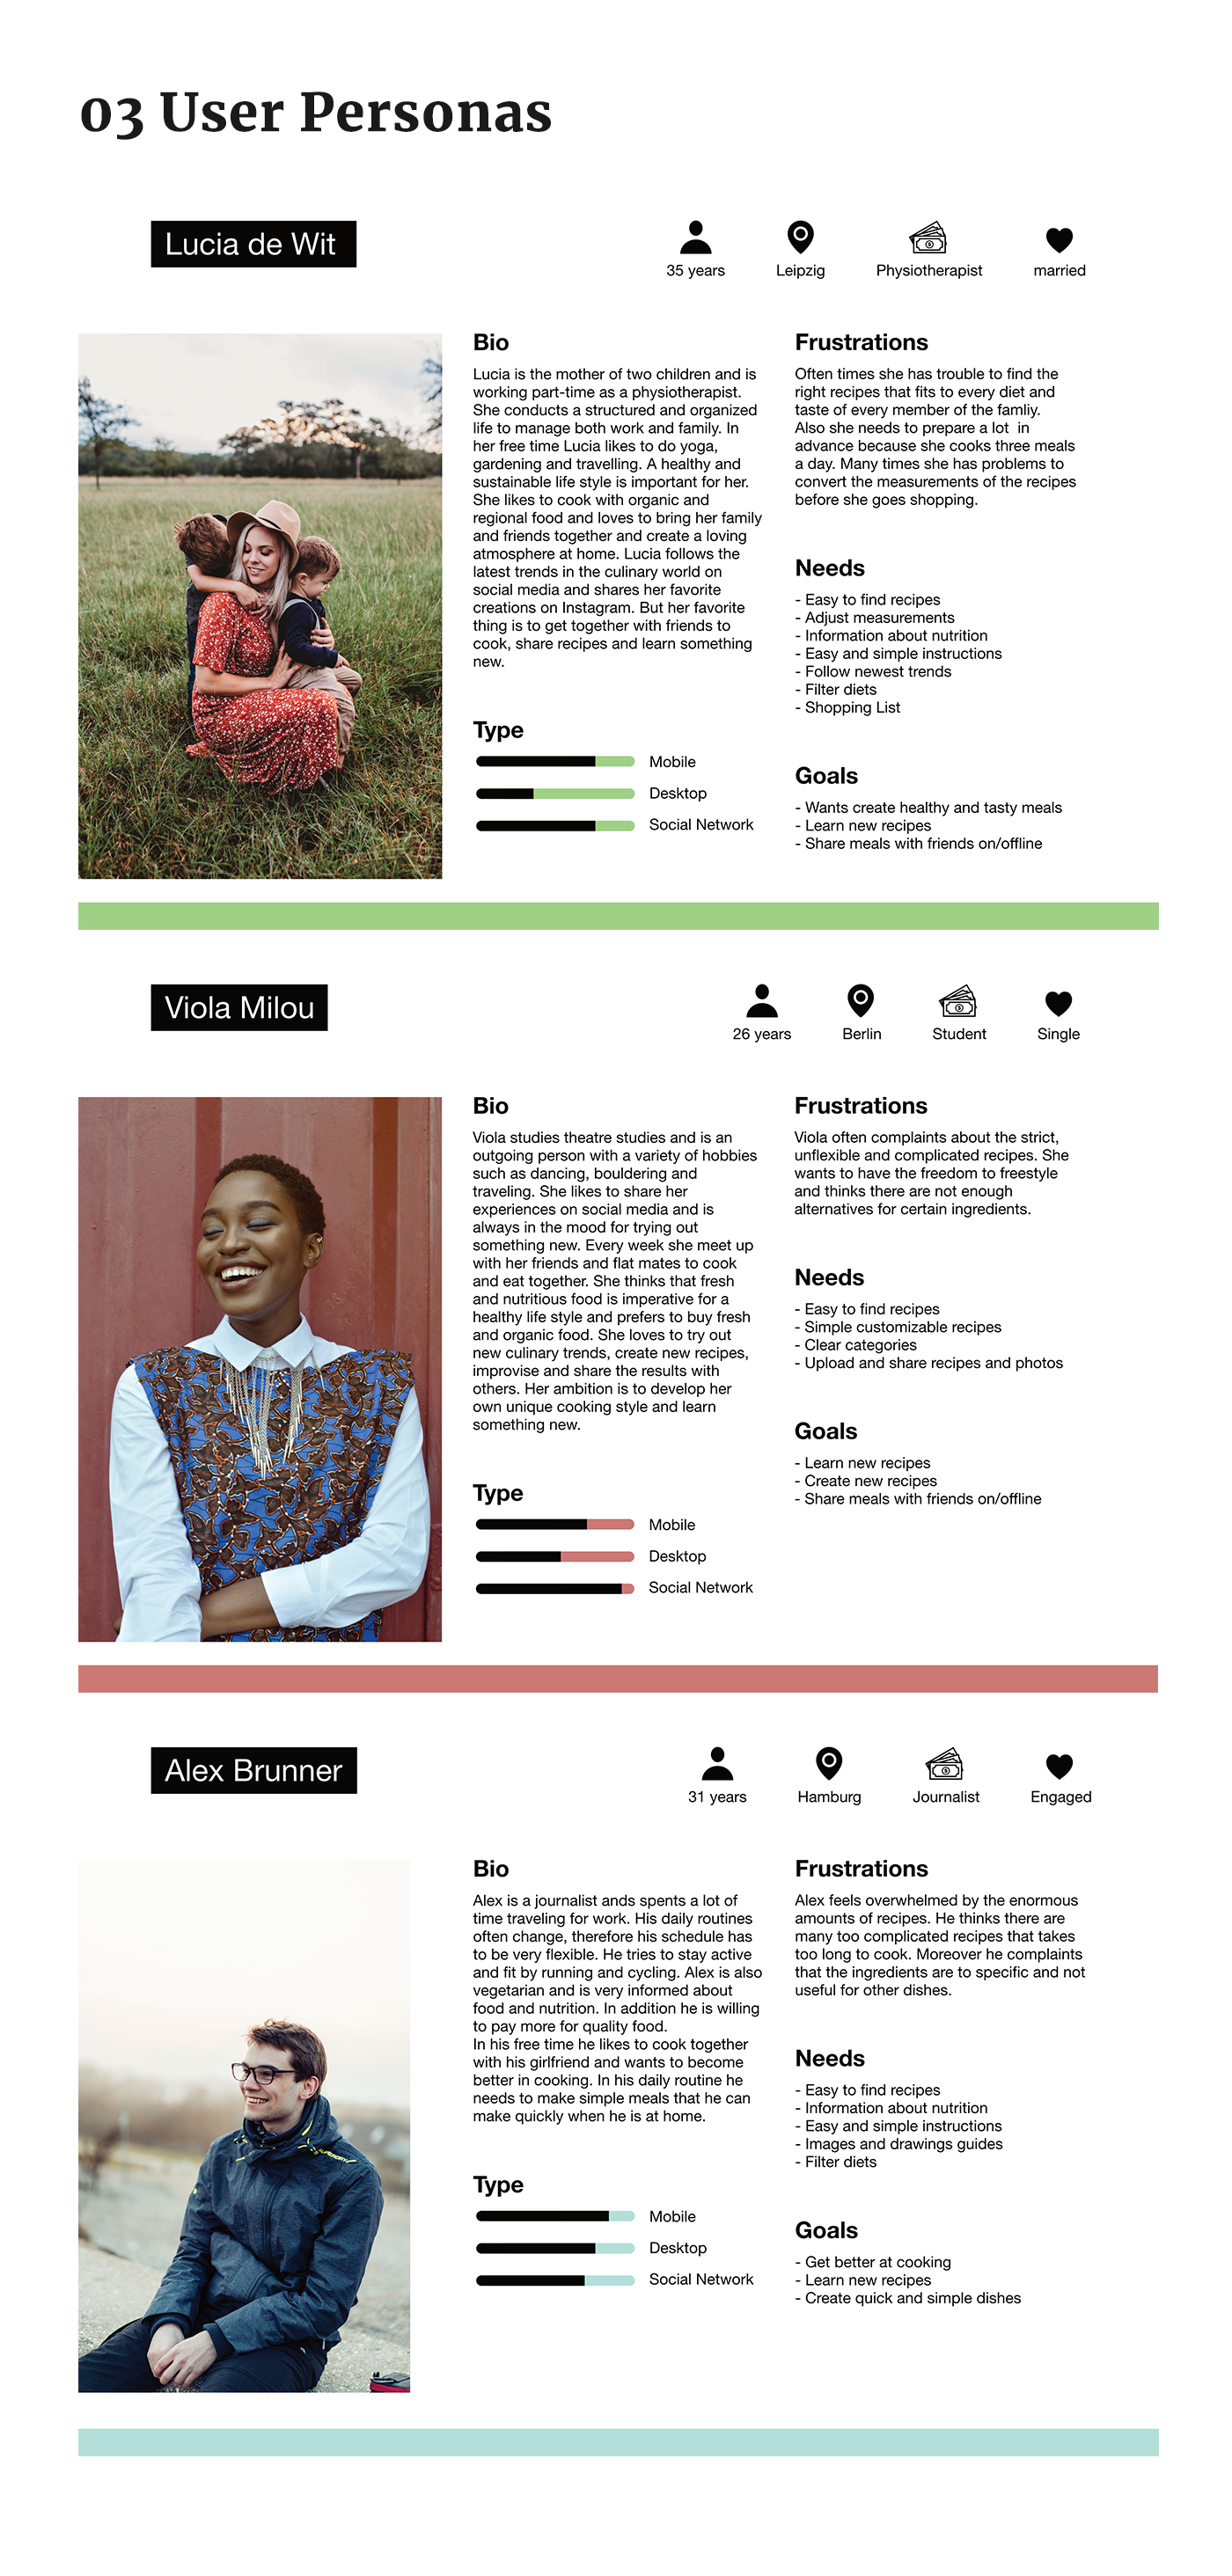 03 User Personas
Lucia de Wit
35 years
Leipzig
Physiotherapist
married
Bio
Lucia is the mother of two children and is
working part-time as a physiotherapist.
She conducts a structured and organized
life to manage both work and family. In
her free time Lucia likes to do yoga,
gardening and travelling. A healthy and
sustainable life style is important for her.
She likes to cook with organic and
regional food and loves to bring her family
and friends together and create a loving
atmosphere at home. Lucia follows the
latest trends in the culinary world on
social media and shares her favorite
creations on Instagram. But her favorite
thing is to get together with friends to
cook, share recipes and learn something
new.
Type
Mobile
Desktop
Social Network
Frustrations
Often times she has trouble to find the
right recipes that fits to every diet and
taste of every member of the famliy.
Also she needs to prepare a lot  in
advance because she cooks three meals
a day. Many times she has problems to
convert the measurements of the recipes
before she goes shopping.
Needs
- Easy to find recipes
- Adjust measurements
- Information about nutrition
- Easy and simple instructions
- Follow newest trends
- Filter diets
- Shopping List
Goals
- Wants create healthy and tasty meals
- Learn new recipes
- Share meals with friends on/offline
Viola Milou
26 years
Berlin
Student
Single
Bio
Viola studies theatre studies and is an
outgoing person with a variety of hobbies
such as dancing, bouldering and
traveling. She likes to share her
experiences on social media and is
always in the mood for trying out
something new. Every week she meet up
with her friends and flat mates to cook
and eat together. She thinks that fresh
and nutritious food is imperative for a
healthy life style and prefers to buy fresh
and organic food. She loves to try out
new culinary trends, create new recipes,
improvise and share the results with
others. Her ambition is to develop her
own unique cooking style and learn
something new.
Type
Mobile
Desktop
Social Network
Frustrations
Viola often complaints about the strict,
unflexible and complicated recipes. She
wants to have the freedom to freestyle
and thinks there are not enough
alternatives for certain ingredients.
Needs
- Easy to find recipes
- Simple customizable recipes
- Clear categories
- Upload and share recipes and photos
Goals
- Learn new recipes
- Create new recipes
- Share meals with friends on/offline
Alex Brunner
31 years
Hamburg
Journalist
Engaged
Bio
Alex is a journalist ands spents a lot of
time traveling for work. His daily routines
often change, therefore his schedule has
to be very flexible. He tries to stay active
and fit by running and cycling. Alex is also
vegetarian and is very informed about
food and nutrition. In addition he is willing
to pay more for quality food.
In his free time he likes to cook together
with his girlfriend and wants to become
better in cooking. In his daily routine he
needs to make simple meals that he can
make quickly when he is at home.
Type
Mobile
Desktop
Social Network
Frustrations
Alex feels overwhelmed by the enormous
amounts of recipes. He thinks there are
many too complicated recipes that takes
too long to cook. Moreover he complaints
that the ingredients are to specific and not
useful for other dishes.
Needs
- Easy to find recipes
- Information about nutrition
- Easy and simple instructions
- Images and drawings guides
- Filter diets
Goals
- Get better at cooking
- Learn new recipes
- Create quick and simple dishes